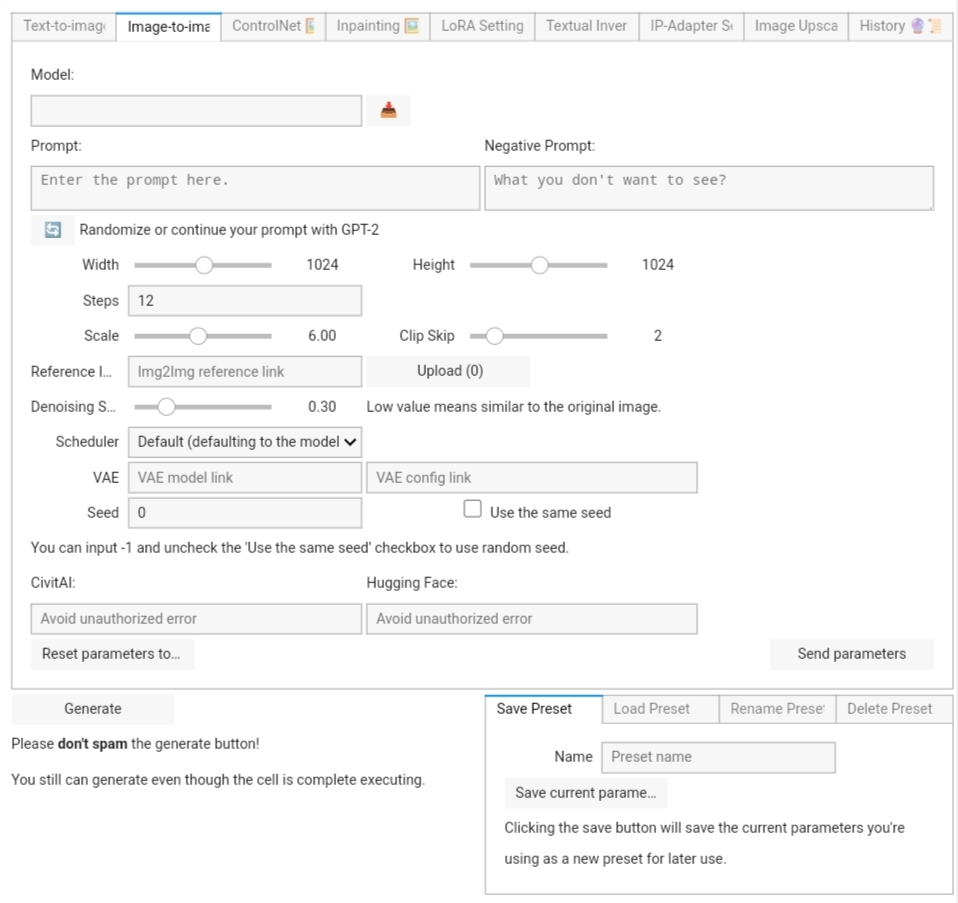 Text-to-imag Image-to-ima ControlNet Inpainting LoRA Setting Textual Inver IP-Adapter Se Image Upsca History
Model:
Prompt: Negative Prompt:
Enter the prompt here. What you don't want to see?
Randomize or continue your prompt with GPT-2
Width 1024 Height 1024
Steps 12
Scale 6.00 Clip Skip 2
Reference I... Img2Img reference link Upload (0)
Denoising S... 0.30 Low value means similar to the original image.
Scheduler Default (defaulting to the model
VAE VAE model link VAE config link
Seed 0 Use the same seed
You can input -1 and uncheck the 'Use the same seed' checkbox to use random seed.
CivitAI: Hugging Face:
Avoid unauthorized error Avoid unauthorized error
Reset parameters to... Send parameters
Generate
Please don't spam the generate button!
You still can generate even though the cell is complete executing.
Save Preset Load Preset Rename Preset Delete Preset
Name Preset name
Save current parame...
Clicking the save button will save the current parameters you're
using as a new preset for later use.